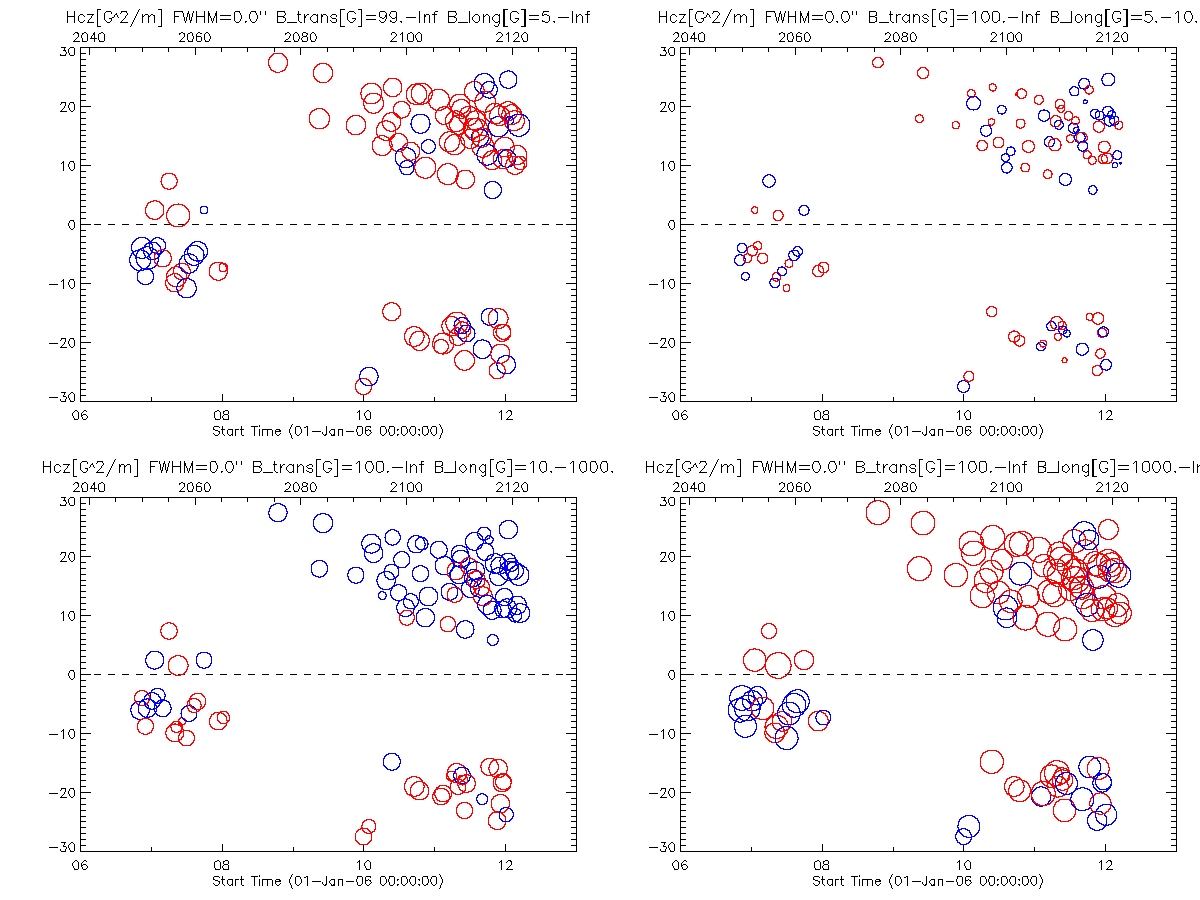 Hcz[G^2/m] FWHM=0.0" B_trans[G]=99.-Inf B_long[G]=5.-Inf
2040 2060 2080 2100 2120
30
20
10
0
-10
-20
-30
06 08 10 12
Start Time (01-Jan-06 00:00:00)
Hcz[G^2/m] FWHM=0.0" B_trans[G]=100.-Inf B_long[G]=5.-10.
2040 2060 2080 2100 2120
30
20
10
0
-10
-20
-30
06 08 10 12
Start Time (01-Jan-06 00:00:00)
Hcz[G^2/m] FWHM=0.0" B_trans[G]=100.-Inf B_long[G]=10.-1000.
2040 2060 2080 2100 2120
30
20
10
0
-10
-20
-30
06 08 10 12
Start Time (01-Jan-06 00:00:00)
Hcz[G^2/m] FWHM=0.0" B_trans[G]=100.-Inf B_long[G]=1000.-In
2040 2060 2080 2100 2120
30
20
10
0
-10
-20
-30
06 08 10 12
Start Time (01-Jan-06 00:00:00)